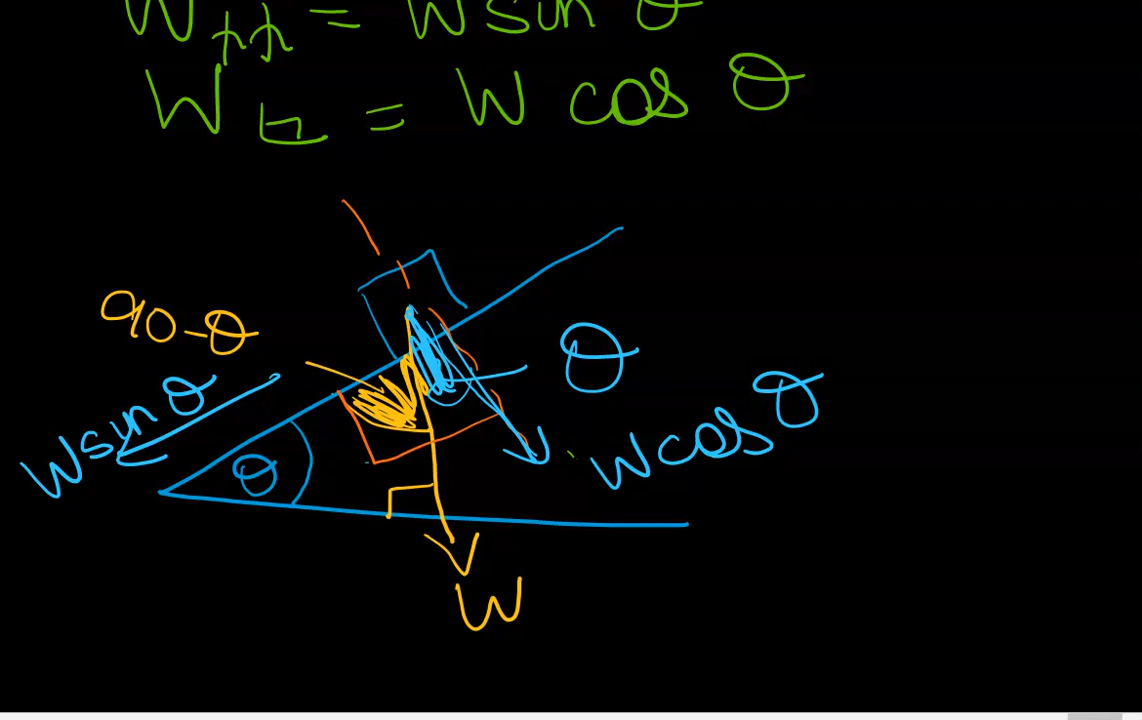 W = W sin θ
W = W cos θ
90-θ
θ
W sin θ
W cos θ
θ
W